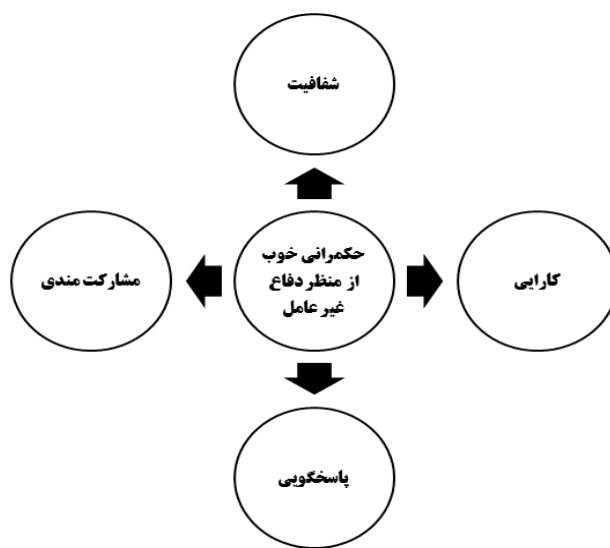 شفافیت
حکمرانی خوب
از منظر دفاع
غیر عامل
کارایی
مشارکت مندی
پاسخگویی